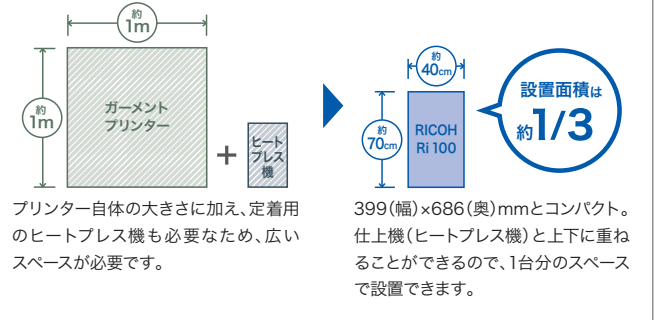 約
1m
約
1m
ガーメント
プリンター
+
ヒート
プレス
機
プリンター自体の大きさに加え、定着用
のヒートプレス機も必要なため、広い
スペースが必要です。
約
40cm
約
70cm
RICOH
Ri 100
設置面積は
約1/3
399(幅)×686(奥)mmとコンパクト。
仕上機(ヒートプレス機)と上下に重ね
ることができるので、1台分のスペース
で設置できます。